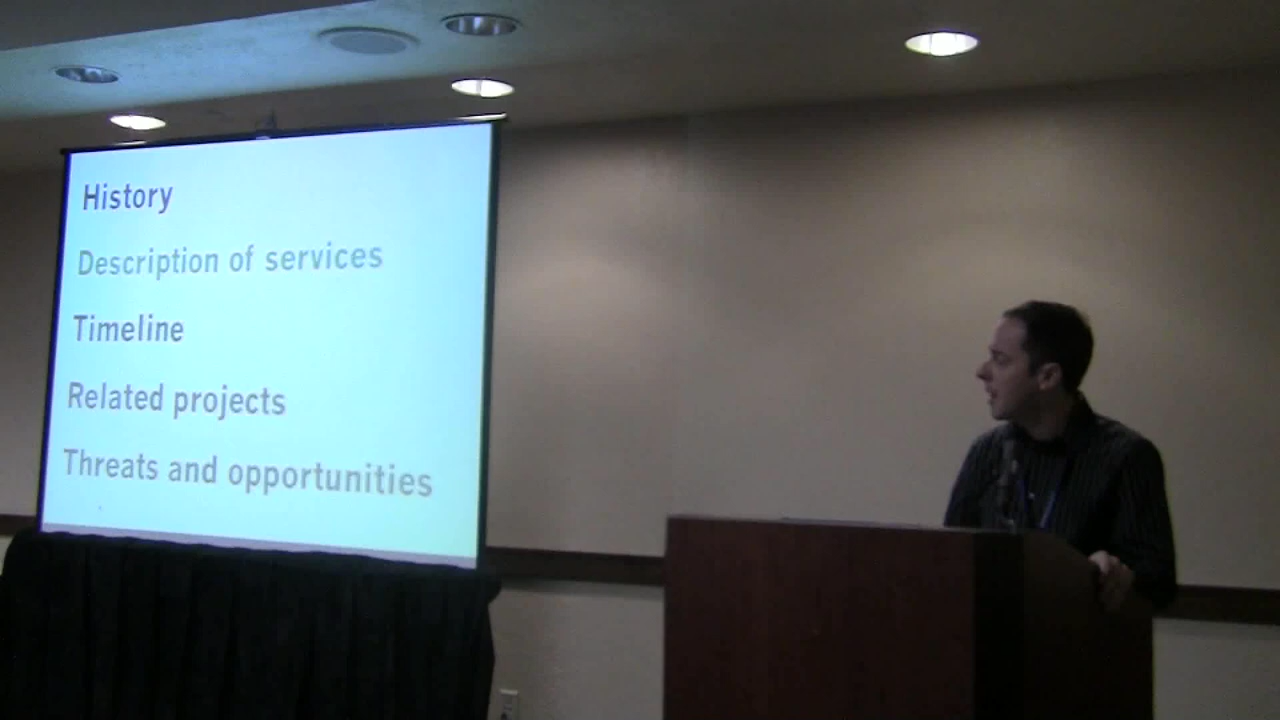 History
Description of services
Timeline
Related projects
Threats and opportunities